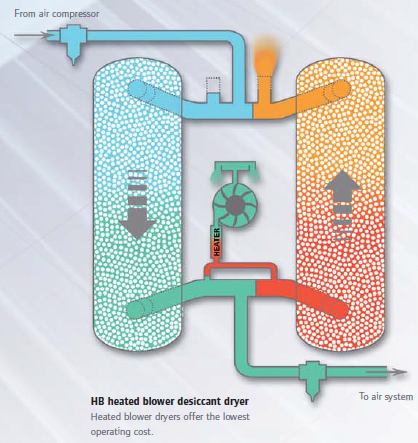 From air compressor
HEATER
To air system
HB heated blower desiccant dryer
Heated blower dryers offer the lowest
operating cost.